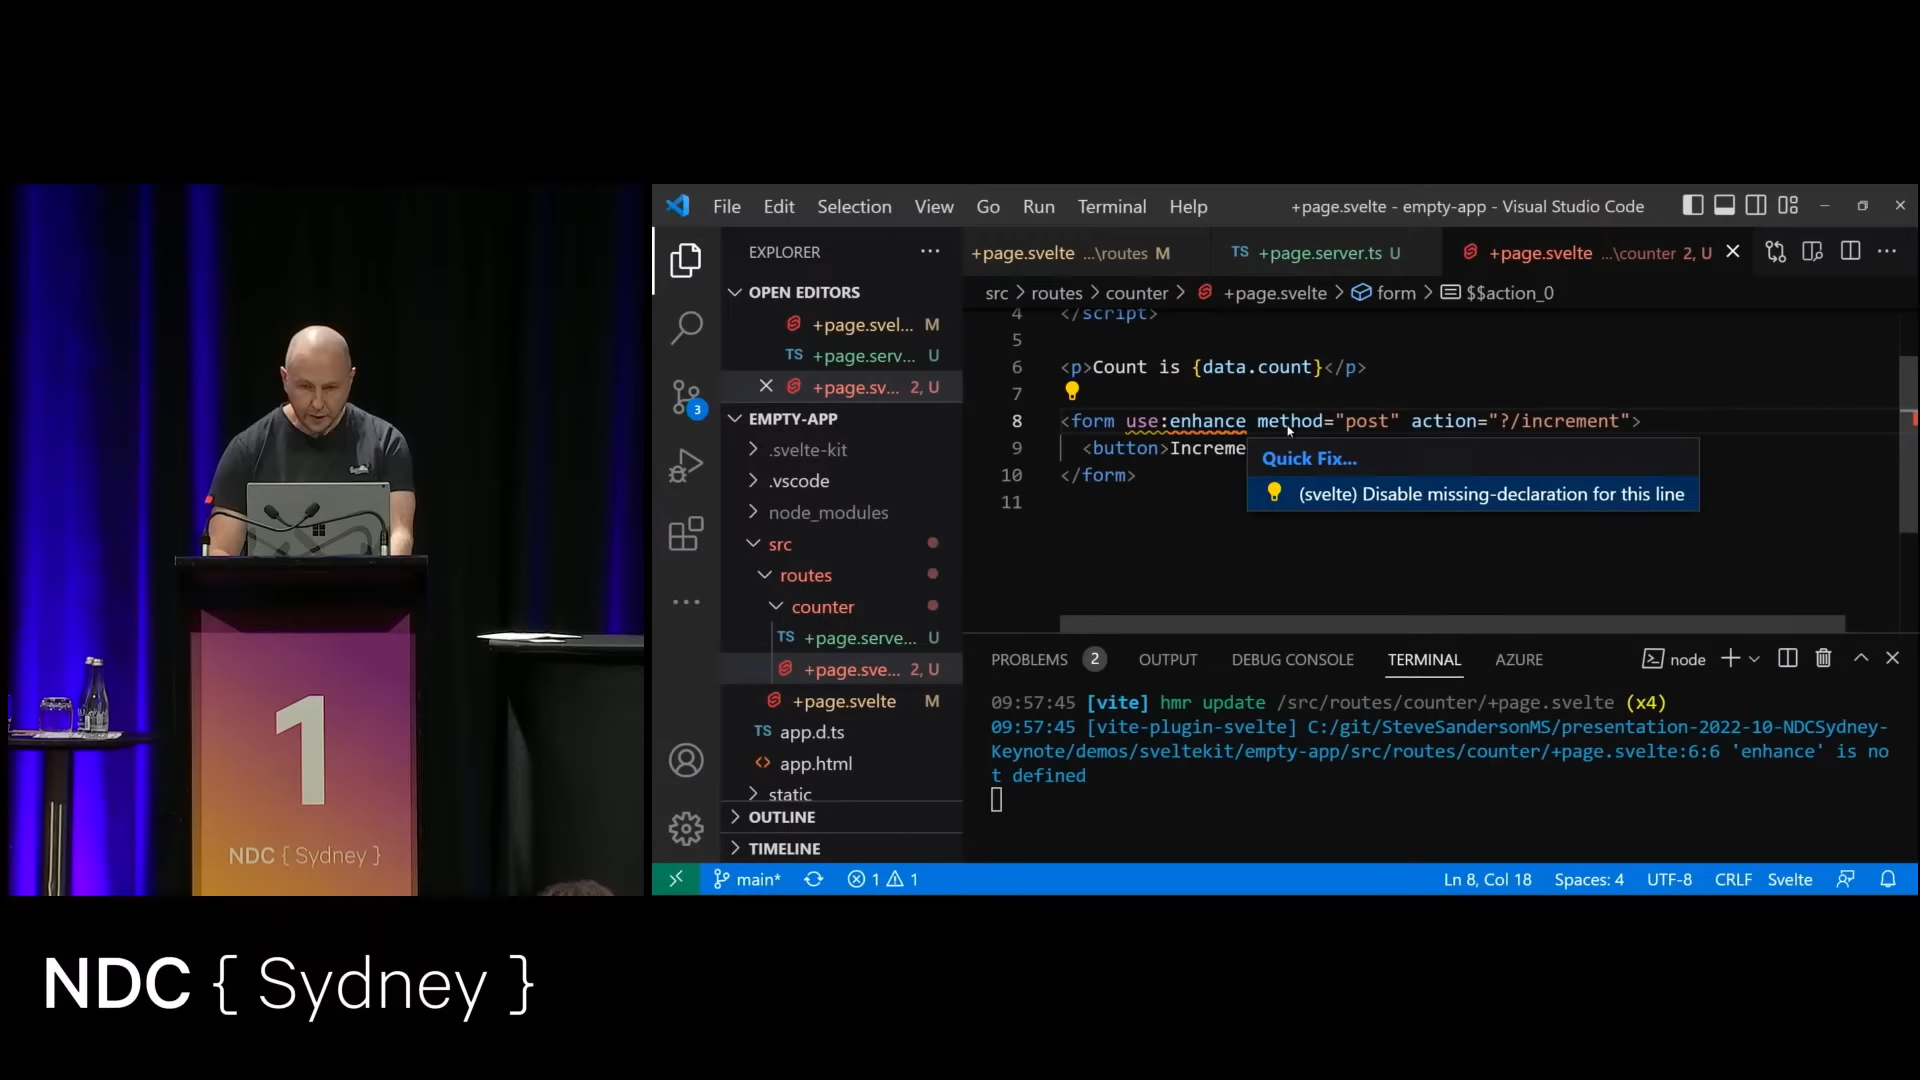 File Edit Selection View Go Run Terminal Help +page.svelte - empty-app - Visual Studio Code
EXPLORER
+page.svelte ...\routes M
TS +page.server.ts U
+page.svelte ...\counter 2, U
OPEN EDITORS
+page.svel... M
TS +page.serv... U
+page.sv... 2, U
EMPTY-APP
.svelte-kit
.vscode
node_modules
src
routes
counter
TS +page.serve... U
+page.sve... 2, U
+page.svelte M
TS app.d.ts
<> app.html
static
OUTLINE
TIMELINE
3
src > routes > counter > +page.svelte > form > $$action_0
4 </script>
5
6 <p>Count is {data.count}</p>
7
8 <form use:enhance method="post" action="?/increment">
9 <button>Increme
10 </form>
11
Quick Fix...
(svelte) Disable missing-declaration for this line
PROBLEMS 2 OUTPUT DEBUG CONSOLE TERMINAL AZURE node
09:57:45 [vite] hmr update /src/routes/counter/+page.svelte (x4)
09:57:45 [vite-plugin-svelte] C:/git/SteveSandersonMS/presentation-2022-10-NDCSydney-
Keynote/demos/sveltekit/empty-app/src/routes/counter/+page.svelte:6:6 'enhance' is no
t defined
main* 1 1 Ln 8, Col 18 Spaces: 4 UTF-8 CRLF Svelte
1
NDC { Sydney }
NDC { Sydney }